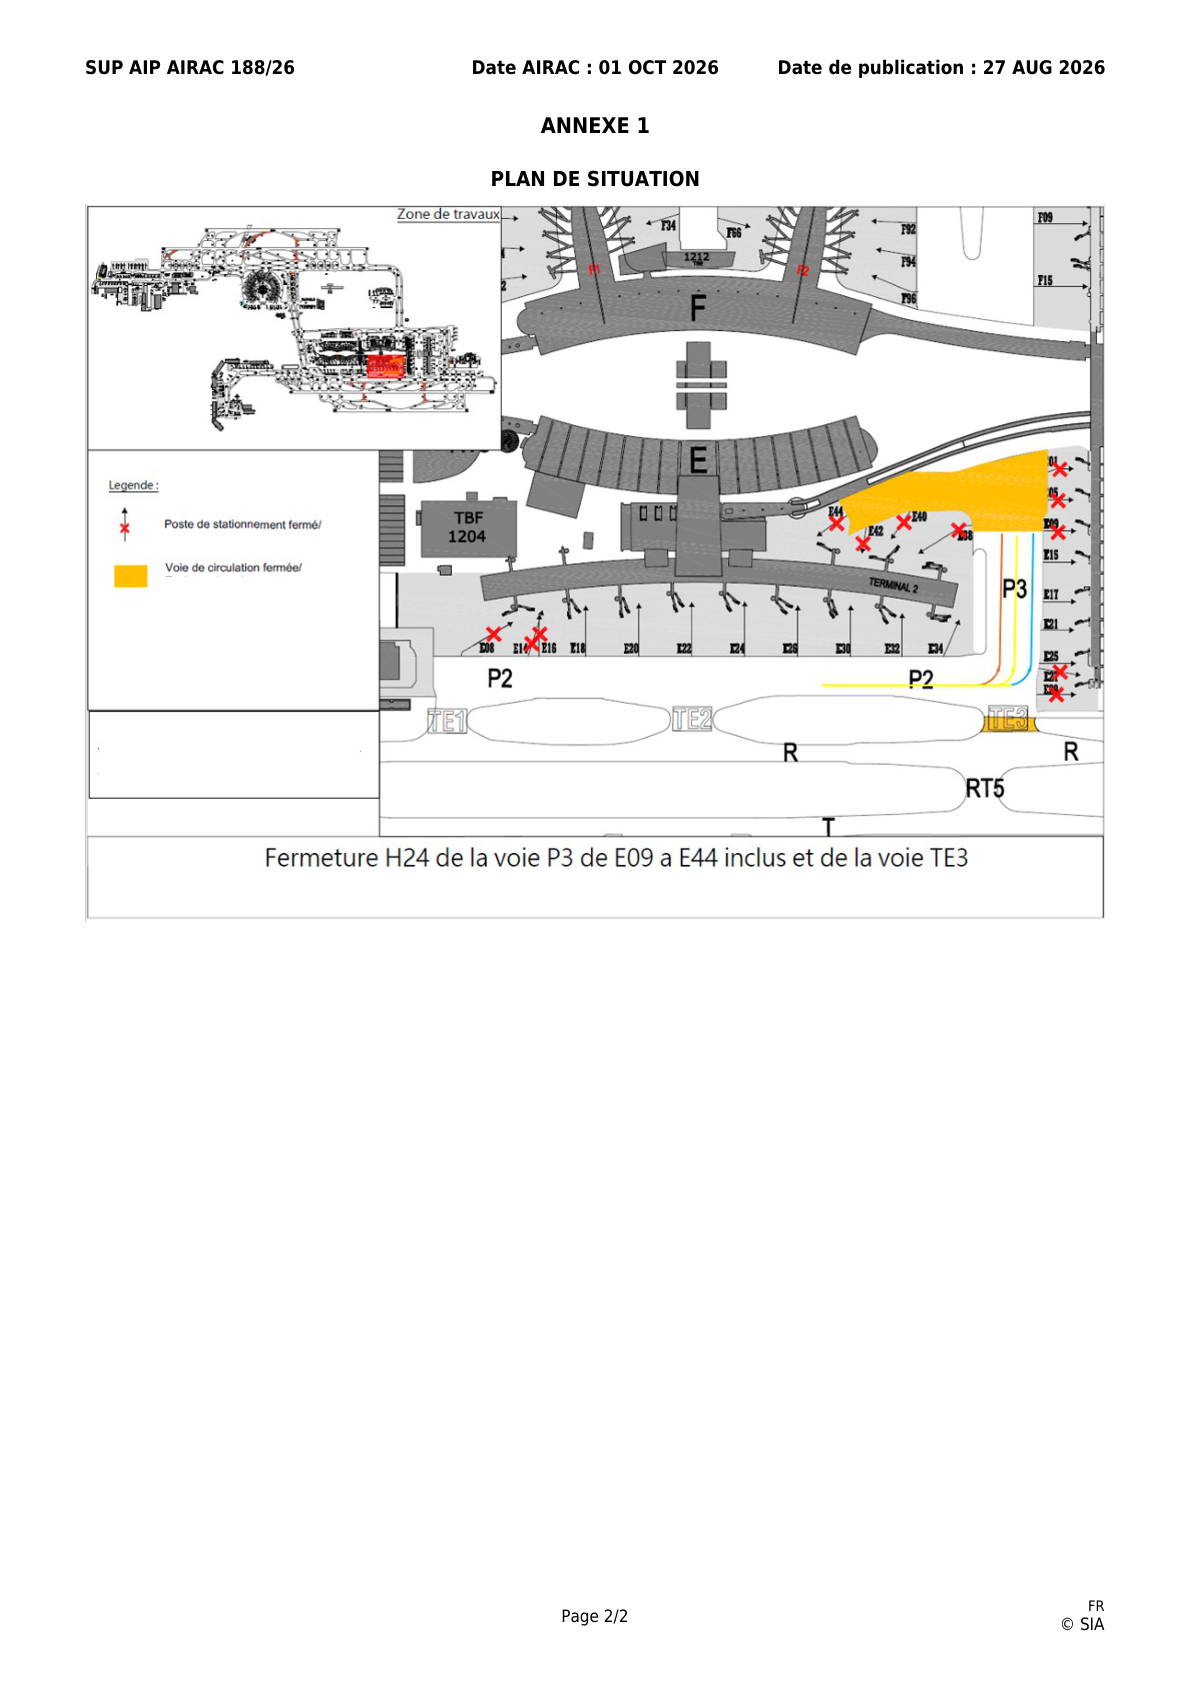 SUP AIP AIRAC 188/26 Date AIRAC : 01 OCT 2026 Date de publication : 27 AUG 2026
ANNEXE 1
PLAN DE SITUATION
Zone de travaux
F34
F66
F92
F94
F96
F09
F15
1212
F1
F2
F
E
Legende :
Poste de stationnement fermé/
Voie de circulation fermée/
TBF
1204
E44
E42
E40
E38
E09
E15
E17
E21
E25
TERMINAL 2
P3
E08
E14
E16
E18
E20
E22
E24
E26
E30
E32
E34
P2
P2
TE1
TE2
TE3
R
R
RT5
T
Fermeture H24 de la voie P3 de E09 a E44 inclus et de la voie TE3
Page 2/2
FR
© SIA